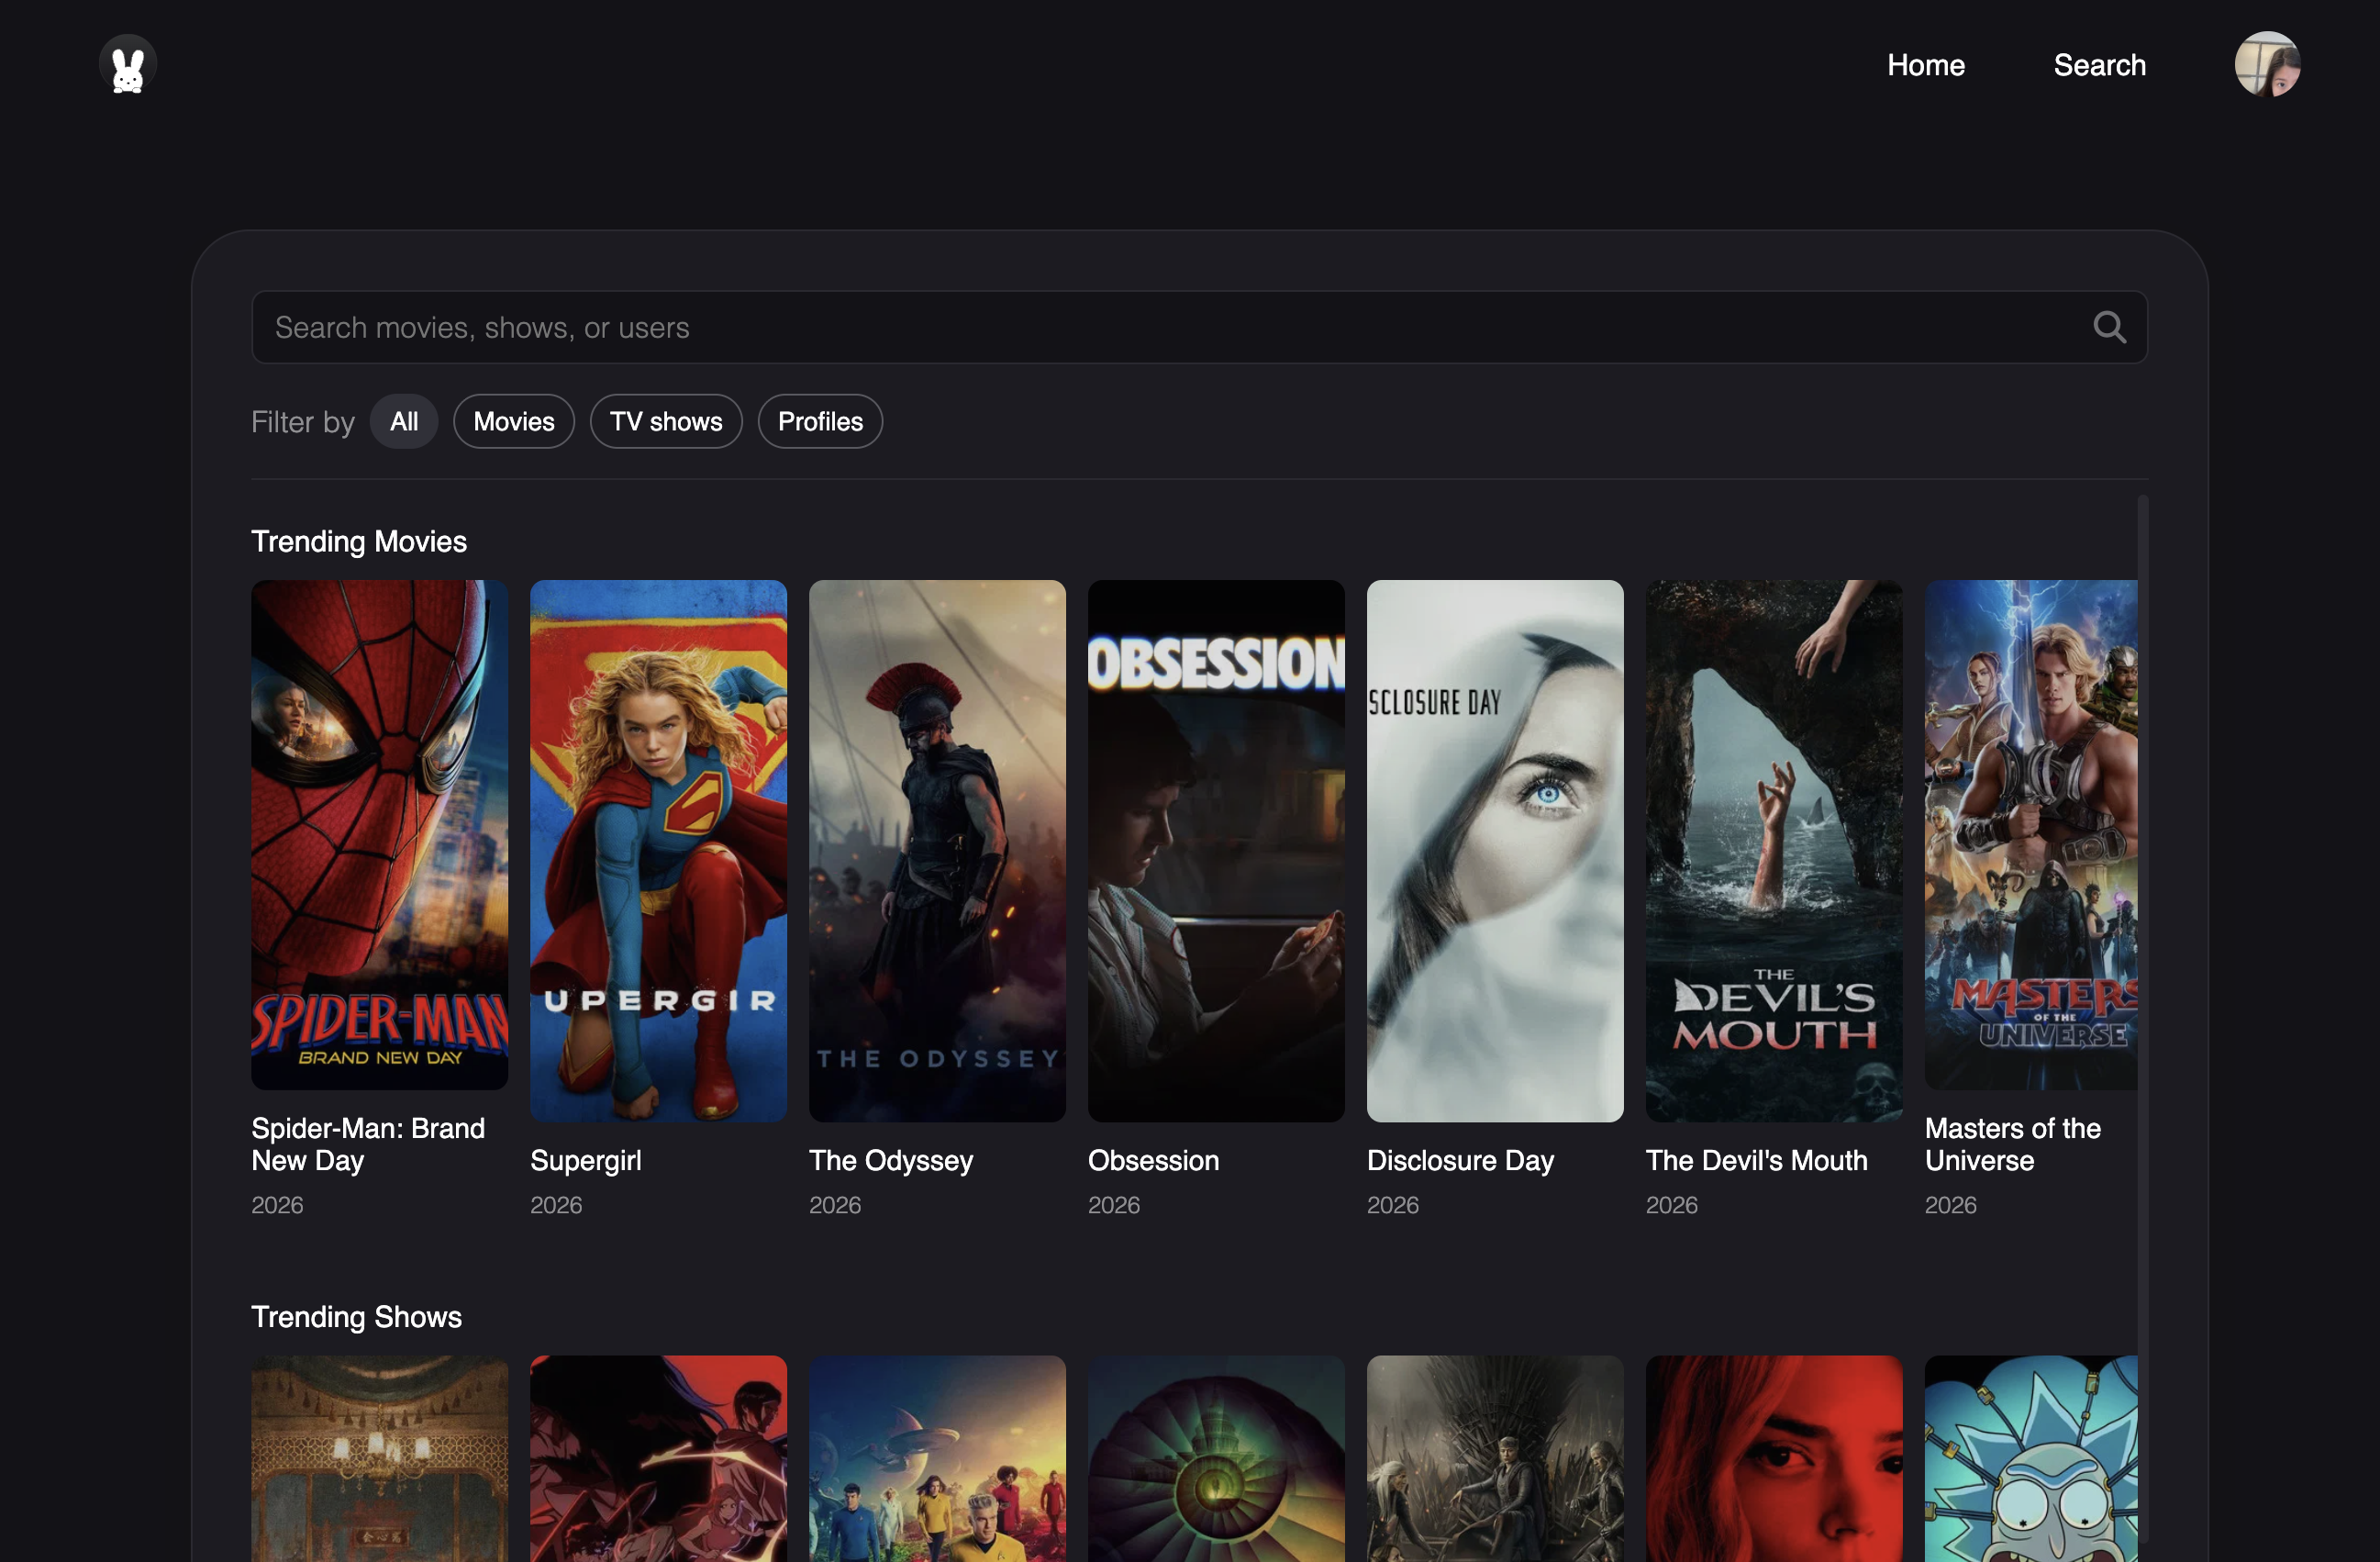 Home
Search
Search movies, shows, or users
Filter by
All
Movies
TV shows
Profiles
Trending Movies
SPIDER-MAN
BRAND NEW DAY
UPERGIR
THE ODYSSEY
OBSESSION
SCLOSURE DAY
THE
DEVIL'S
MOUTH
MASTERS
OF THE
UNIVERSE
Spider-Man: Brand
New Day
2026
Supergirl
2026
The Odyssey
2026
Obsession
2026
Disclosure Day
2026
The Devil's Mouth
2026
Masters of the
Universe
2026
Trending Shows